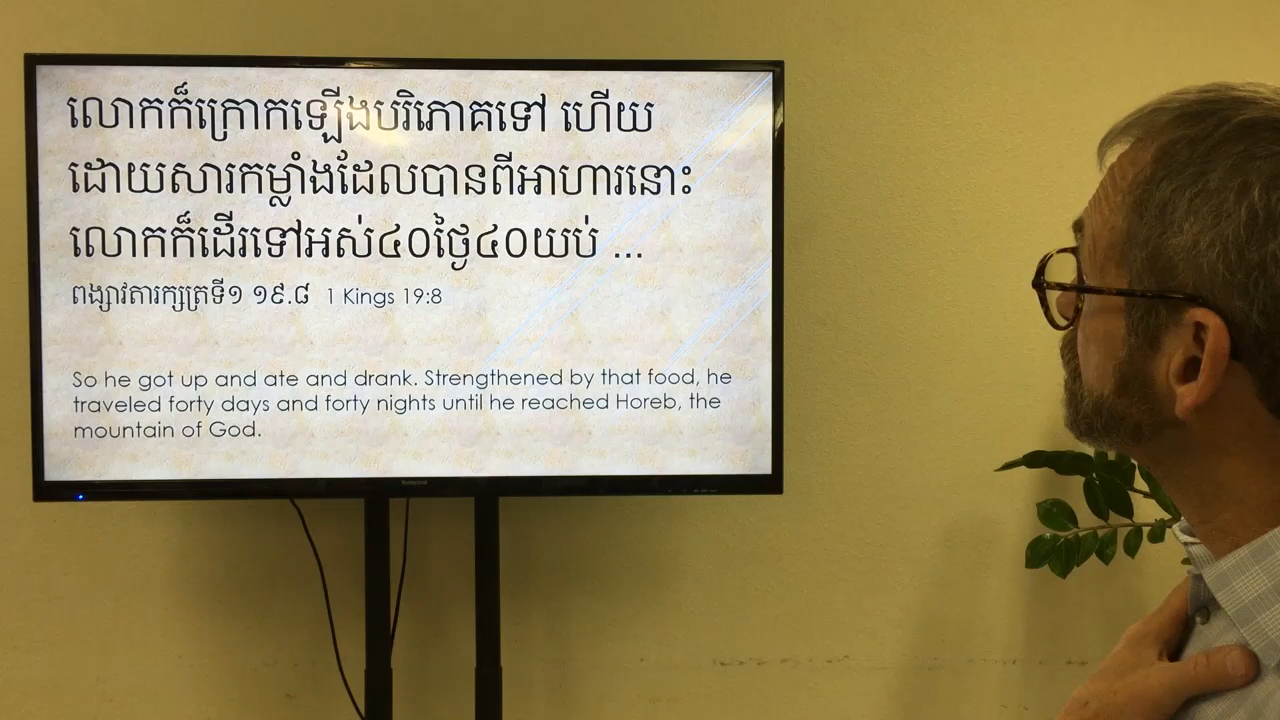 លោកក៏ក្រោកឡើងបរិភោគទៅ ហើយ
ដោយសារកម្លាំងដែលបានពីអាហារនោះ
លោកក៏ដើរទៅអស់៤០ថ្ងៃ៤០យប់ ...
ពង្សាវតារក្សត្រទី១ ១៩.៨ 1 Kings 19:8
So he got up and ate and drank. Strengthened by that food, he
traveled forty days and forty nights until he reached Horeb, the
mountain of God.